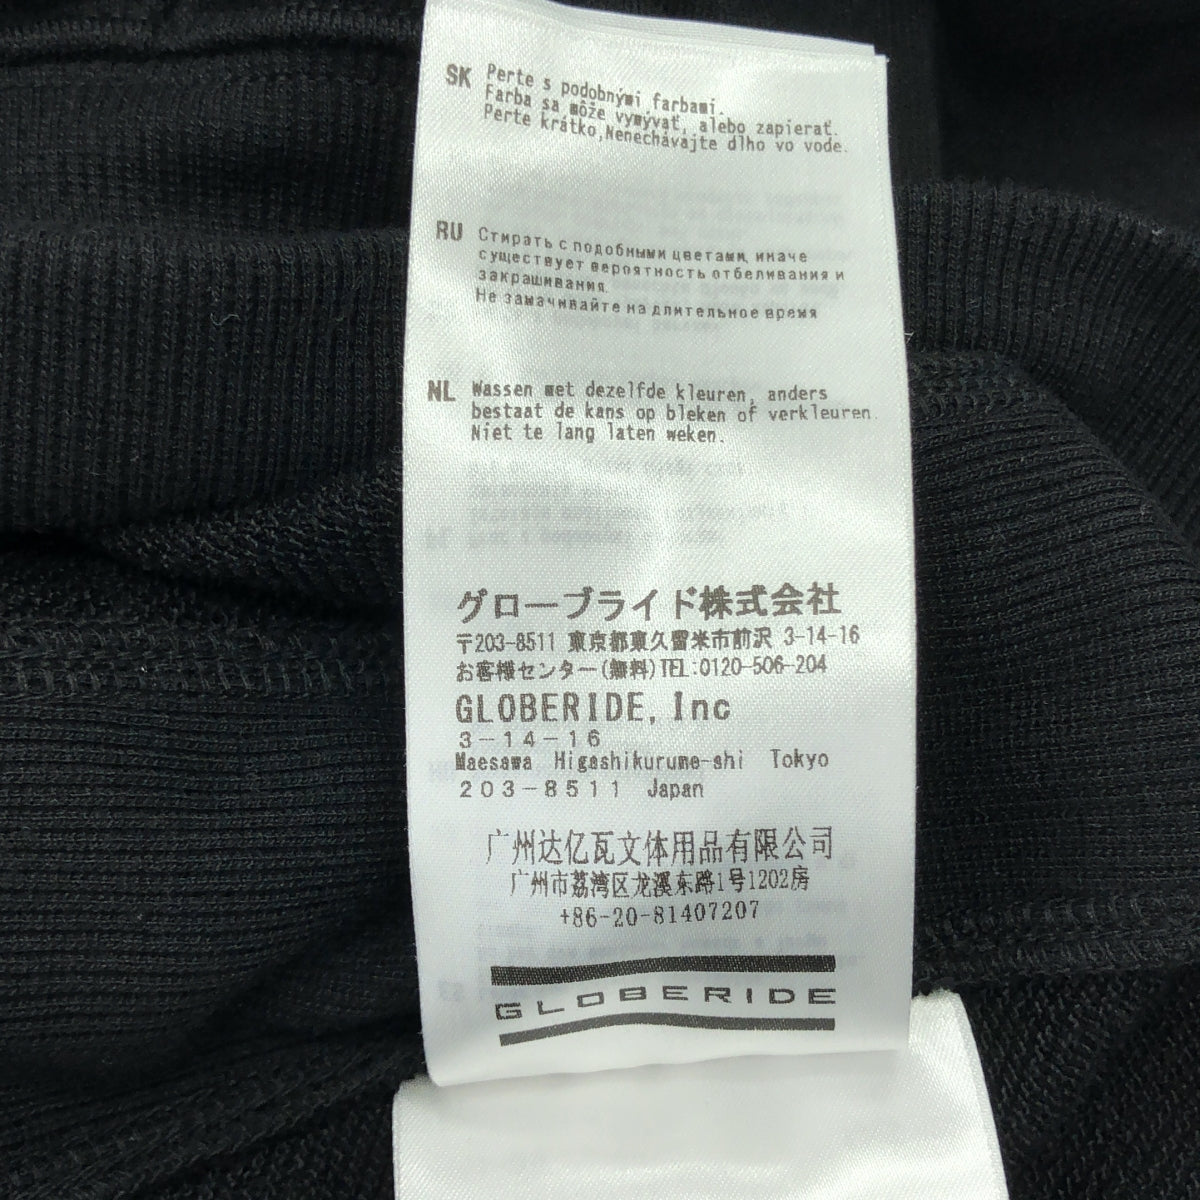 SK Perte s podobnými farbami.
Farba sa môže vymývať, alebo zapierať.
Perte krátko,Nenechávajte dlho vo vode.
RU Стирать с подобными цветами, иначе
существует вероятность отбеливания и
закрашивания.
Не замачивайте на длительное время
NL Wassen met dezelfde kleuren, anders
bestaat de kans op bleken of verkleuren.
Niet te lang laten weken.
グローブライド株式会社
〒203-8511 東京都東久留米市前沢 3-14-16
お客様センター(無料)TEL:0120-506-204
GLOBERIDE,Inc
3-14-16
Maesawa Higashikurume-shi Tokyo
203-8511 Japan
广州达亿瓦文体用品有限公司
广州市荔湾区龙溪东路1号1202房
+86-20-81407207
GLOBERIDE